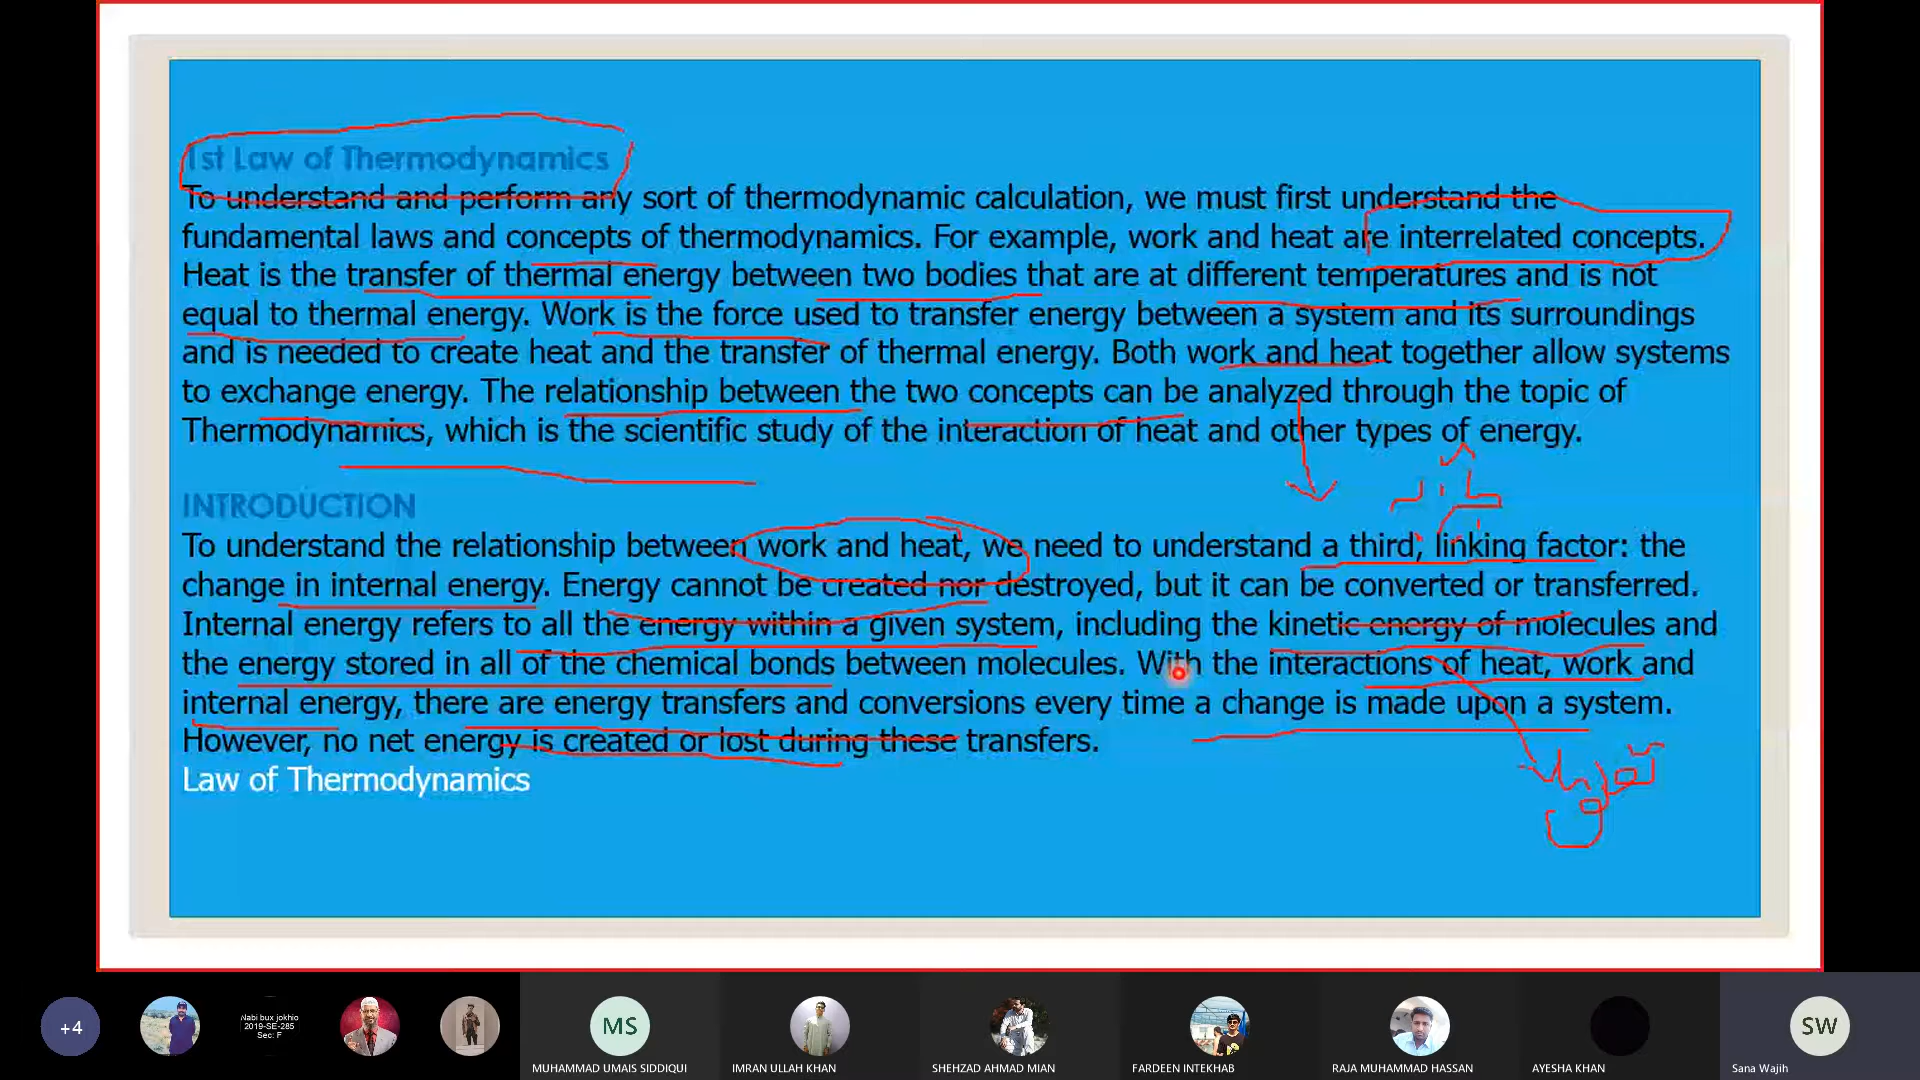 1st Law of Thermodynamics
To understand and perform any sort of thermodynamic calculation, we must first understand the
fundamental laws and concepts of thermodynamics. For example, work and heat are interrelated concepts.
Heat is the transfer of thermal energy between two bodies that are at different temperatures and is not
equal to thermal energy. Work is the force used to transfer energy between a system and its surroundings
and is needed to create heat and the transfer of thermal energy. Both work and heat together allow systems
to exchange energy. The relationship between the two concepts can be analyzed through the topic of
Thermodynamics, which is the scientific study of the interaction of heat and other types of energy.
INTRODUCTION
To understand the relationship between work and heat, we need to understand a third, linking factor: the
change in internal energy. Energy cannot be created nor destroyed, but it can be converted or transferred.
Internal energy refers to all the energy within a given system, including the kinetic energy of molecules and
the energy stored in all of the chemical bonds between molecules. With the interactions of heat, work and
internal energy, there are energy transfers and conversions every time a change is made upon a system.
However, no net energy is created or lost during these transfers.
Law of Thermodynamics
+4
Nabi bux jokhio
2019-SE-285
Sec: F
MS
SW
MUHAMMAD UMAIS SIDDIQUI
IMRAN ULLAH KHAN
SHEHZAD AHMAD MIAN
FARDEEN INTEKHAB
RAJA MUHAMMAD HASSAN
AYESHA KHAN
Sana Wajih